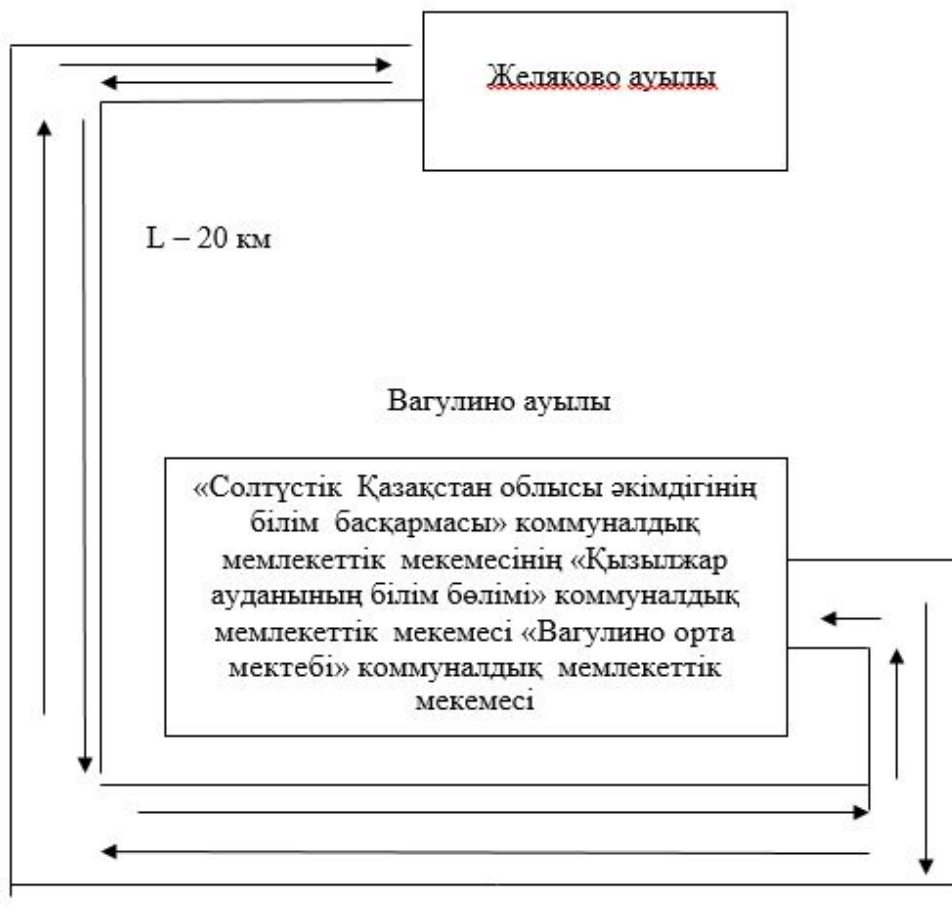 Желяково ауылы
L – 20 км
Вагулино ауылы
«Солтүстік Қазақстан облысы әкімдігінің
білім басқармасы» коммуналдық
мемлекеттік мекемесінің «Қызылжар
ауданының білім бөлімі» коммуналдық
мемлекеттік мекемесі «Вагулино орта
мектебі» коммуналдық мемлекеттік
мекемесі